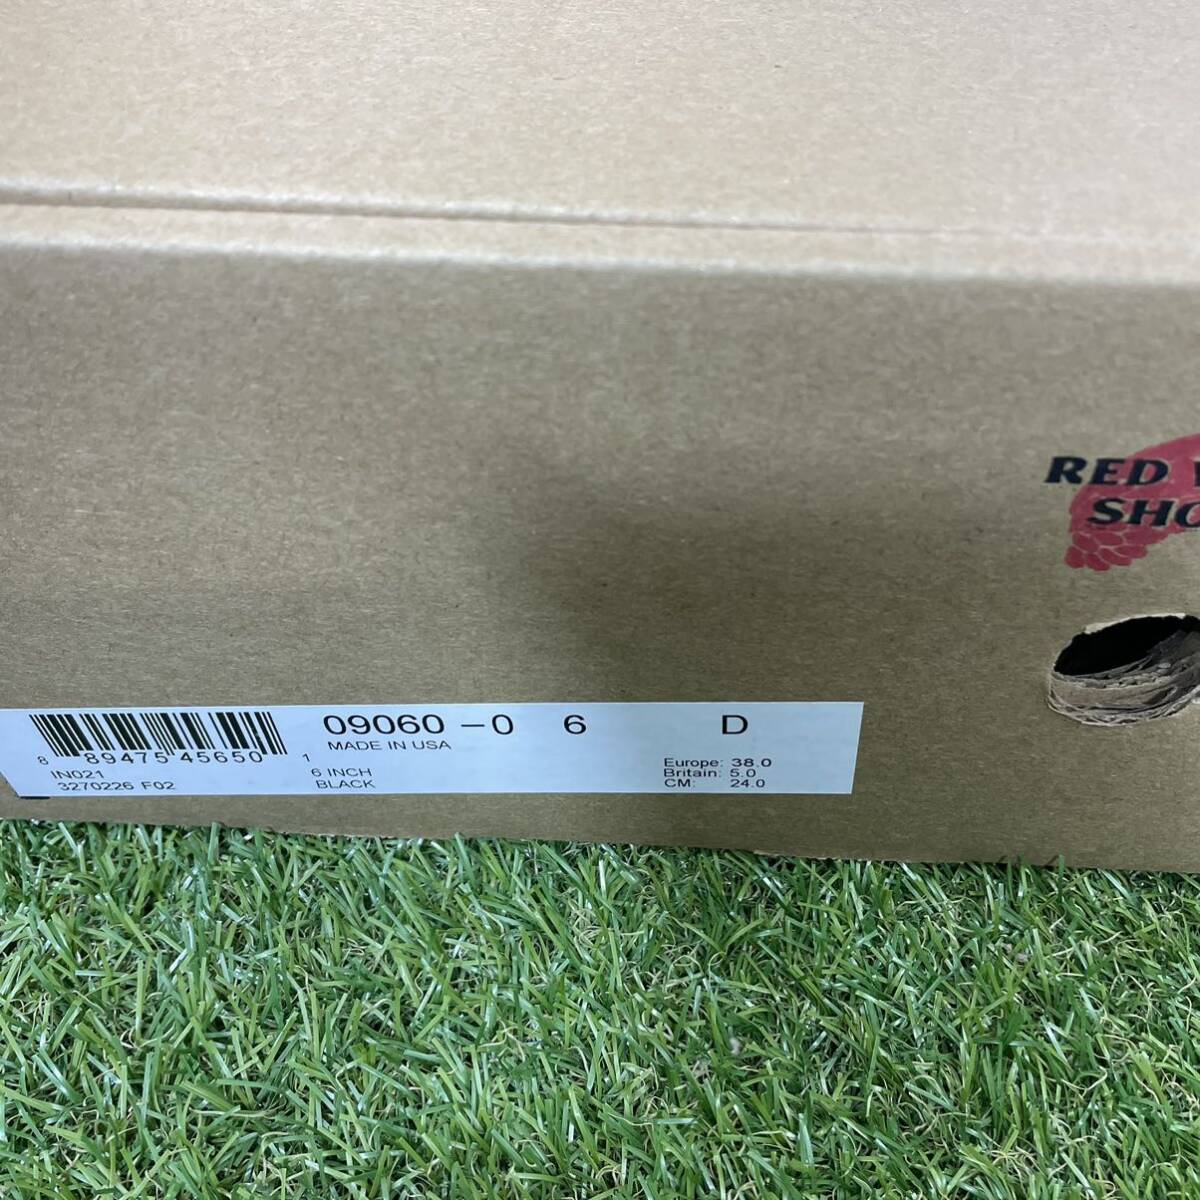 RED
SHO
09060 -0 6 D
MADE IN USA
8 89475 45650 1
IN021
3270226 F02
6 INCH
BLACK
Europe: 38.0
Britain: 5.0
CM: 24.0